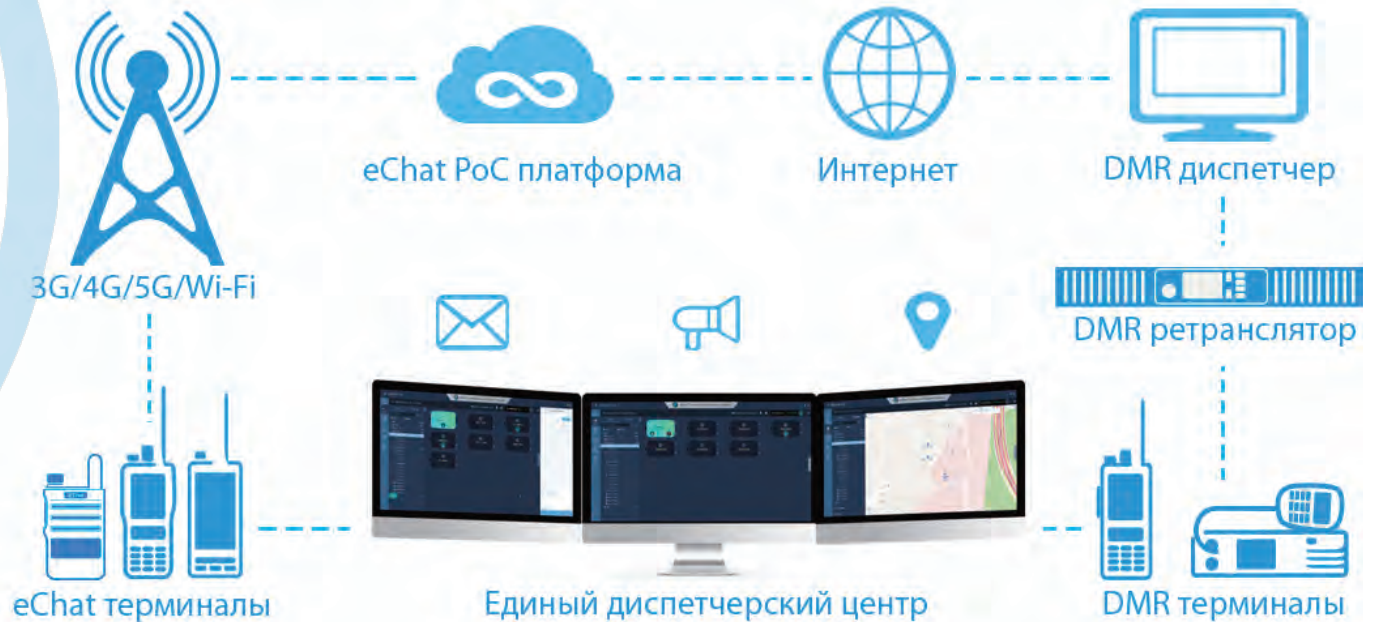 eChat PoC платформа
Интернет
DMR диспетчер
3G/4G/5G/Wi-Fi
DMR ретранслятор
eChat терминалы
Единый диспетчерский центр
DMR терминалы